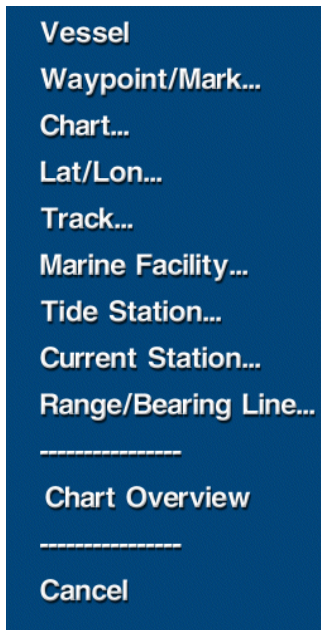 Vessel
Waypoint/Mark...
Chart...
Lat/Lon...
Track...
Marine Facility...
Tide Station...
Current Station...
Range/Bearing Line...
----------------
Chart Overview
----------------
Cancel